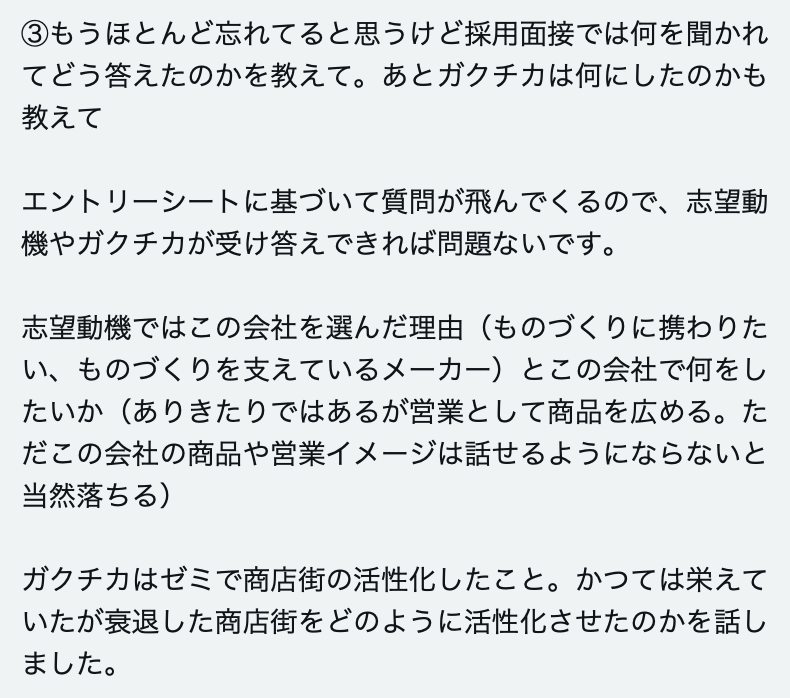 ③もうほとんど忘れてると思うけど採用面接では何を聞かれ
てどう答えたのかを教えて。あとガクチカは何にしたのかも
教えて
エントリーシートに基づいて質問が飛んでくるので、志望動
機やガクチカが受け答えできれば問題ないです。
志望動機ではこの会社を選んだ理由（ものづくりに携わりた
い、ものづくりを支えているメーカー）とこの会社で何をし
たいか（ありきたりではあるが営業として商品を広める。た
だこの会社の商品や営業イメージは話せるようにならないと
当然落ちる）
ガクチカはゼミで商店街の活性化したこと。かつては栄えて
いたが衰退した商店街をどのように活性化させたのかを話し
ました。